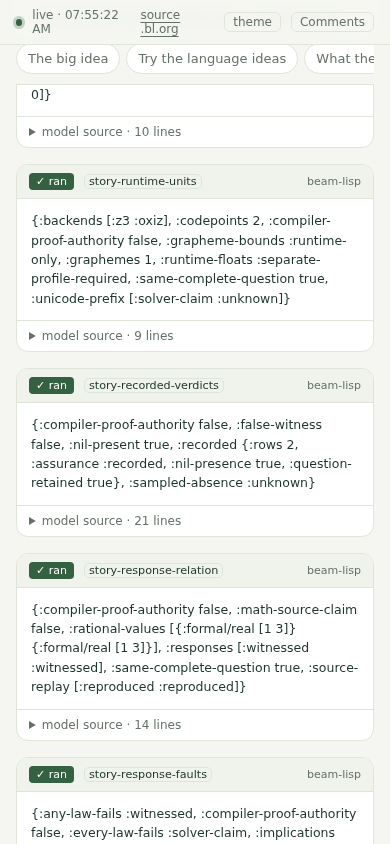 live · 07:55:22 AM
source .bl.org
theme
Comments
The big idea
Try the language ideas
What the
0]}
▶ model source · 10 lines
✓ ran story-runtime-units beam-lisp
{:backends [:z3 :oxiz], :codepoints 2, :compiler-
proof-authority false, :grapheme-bounds :runtime-
only, :graphemes 1, :runtime-floats :separate-
profile-required, :same-complete-question true,
:unicode-prefix [:solver-claim :unknown]}
▶ model source · 9 lines
✓ ran story-recorded-verdicts beam-lisp
{:compiler-proof-authority false, :false-witness
false, :nil-present true, :recorded {:rows 2,
:assurance :recorded, :nil-presence true, :question-
retained true}, :sampled-absence :unknown}
▶ model source · 21 lines
✓ ran story-response-relation beam-lisp
{:compiler-proof-authority false, :math-source-claim
false, :rational-values [{:formal/real [1 3]}
{:formal/real [1 3]}], :responses [:witnessed
:witnessed], :same-complete-question true, :source-
replay [:reproduced :reproduced]}
▶ model source · 14 lines
✓ ran story-response-faults beam-lisp
{:any-law-fails :witnessed, :compiler-proof-authority
false, :every-law-fails :solver-claim, :implications